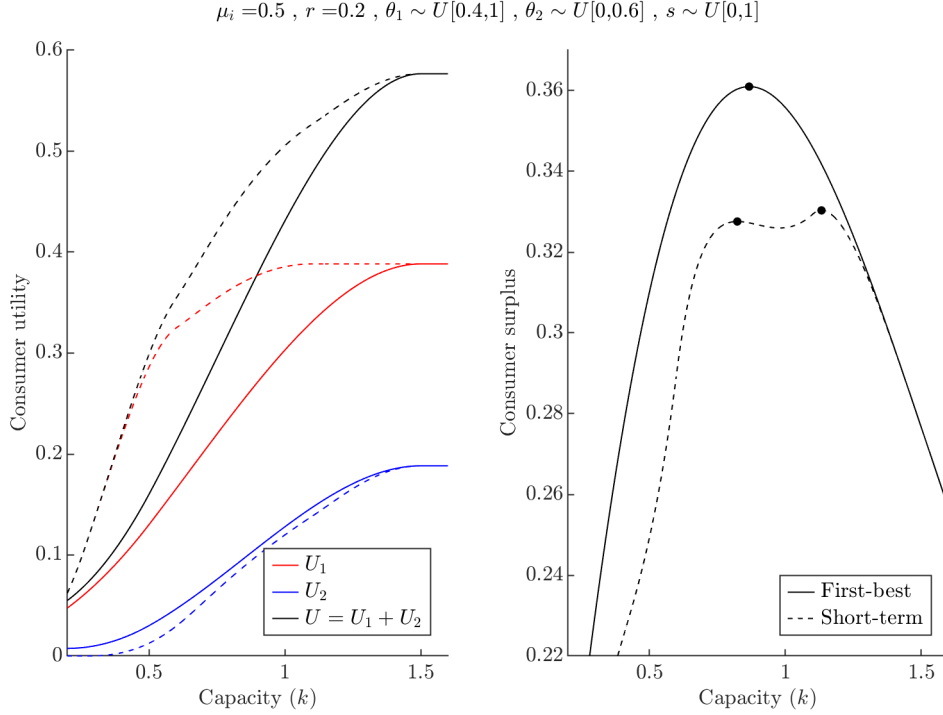 μ_i =0.5 , r =0.2 , θ_1 ∼ U[0.4,1] , θ_2 ∼ U[0,0.6] , s ∼ U[0,1]
0.6
0.5
0.4
0.3
0.2
0.1
0
Consumer utility
0.5
1
1.5
Capacity (k)
U_1
U_2
U = U_1 + U_2
0.36
0.34
0.32
0.3
0.28
0.26
0.24
0.22
Consumer surplus
0.5
1
1.5
Capacity (k)
First-best
Short-term